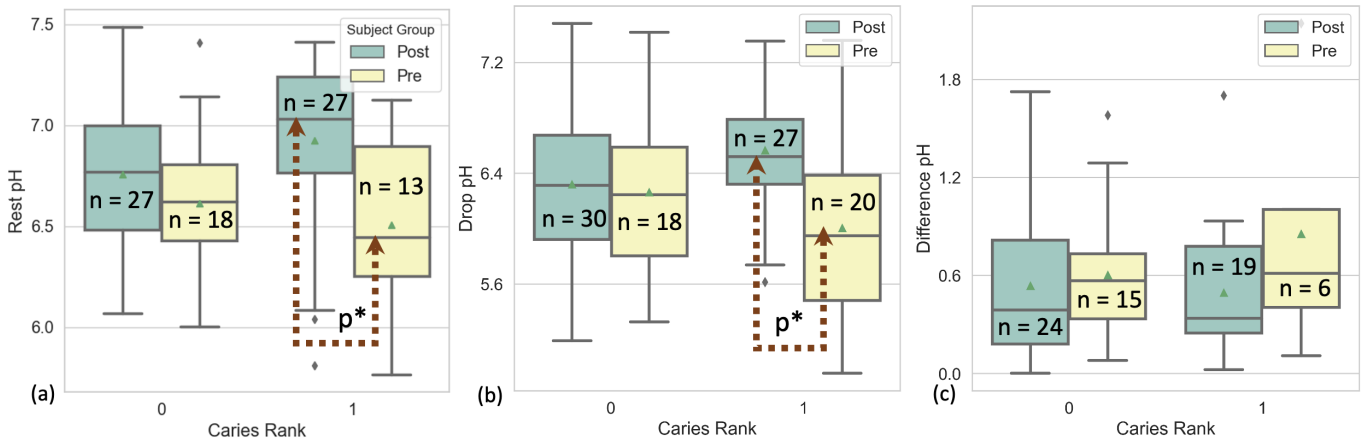 Rest pH
7.5
7.0
6.5
6.0
Subject Group
Post
Pre
n = 27
n = 18
n = 27
n = 13
p*
(a)
0
1
Caries Rank
Drop pH
7.2
6.4
5.6
Post
Pre
n = 30
n = 18
n = 27
n = 20
p*
(b)
0
1
Caries Rank
Difference pH
1.8
1.2
0.6
0.0
Post
Pre
n = 24
n = 15
n = 19
n = 6
(c)
0
1
Caries Rank